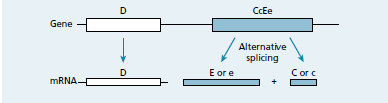 D CcEe
Gene
Alternative
splicing
D E or e C or c
mRNA +